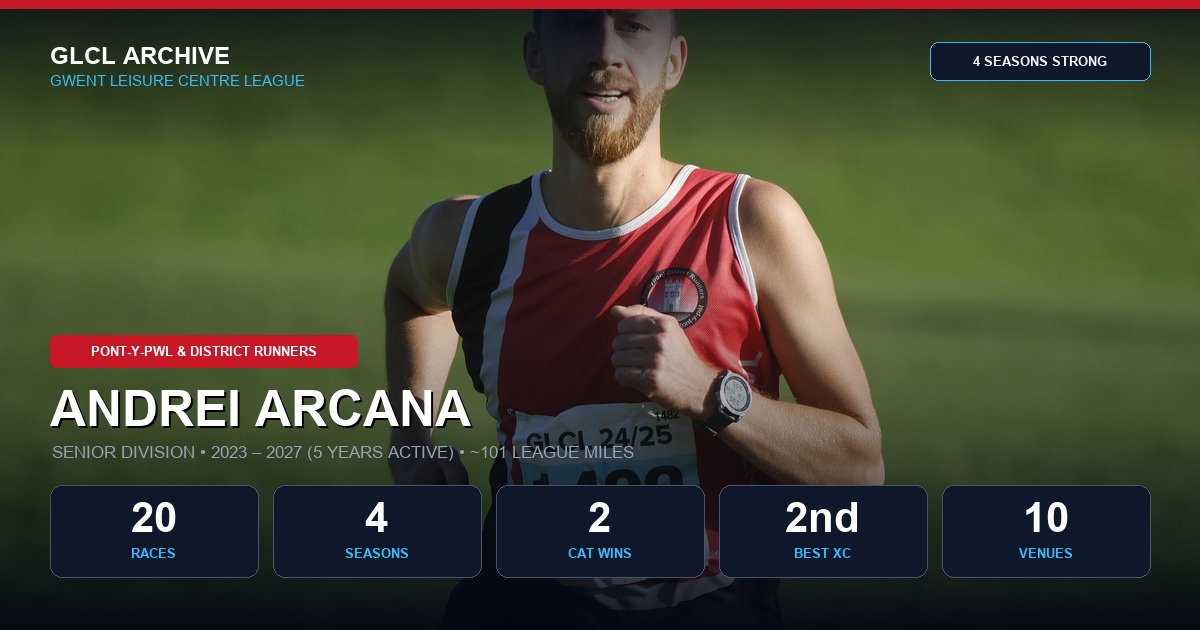 GLCL ARCHIVE
GWENT LEISURE CENTRE LEAGUE
4 SEASONS STRONG
PONT-Y-PWL & DISTRICT RUNNERS
ANDREI ARCANA
SENIOR DIVISION • 2023 – 2027 (5 YEARS ACTIVE) • ~101 LEAGUE MILES
1482
GLCL 24/25
20
RACES
4
SEASONS
2
CAT WINS
2nd
BEST XC
10
VENUES